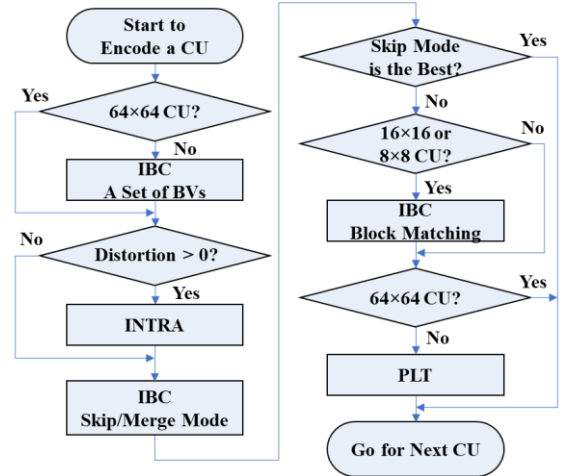 Start to
Encode a CU
64×64 CU?
Yes
No
IBC
A Set of BVs
Distortion > 0?
No
Yes
INTRA
IBC
Skip/Merge Mode
Skip Mode
is the Best?
Yes
No
16×16 or
8×8 CU?
No
Yes
IBC
Block Matching
64×64 CU?
Yes
No
PLT
Go for Next CU